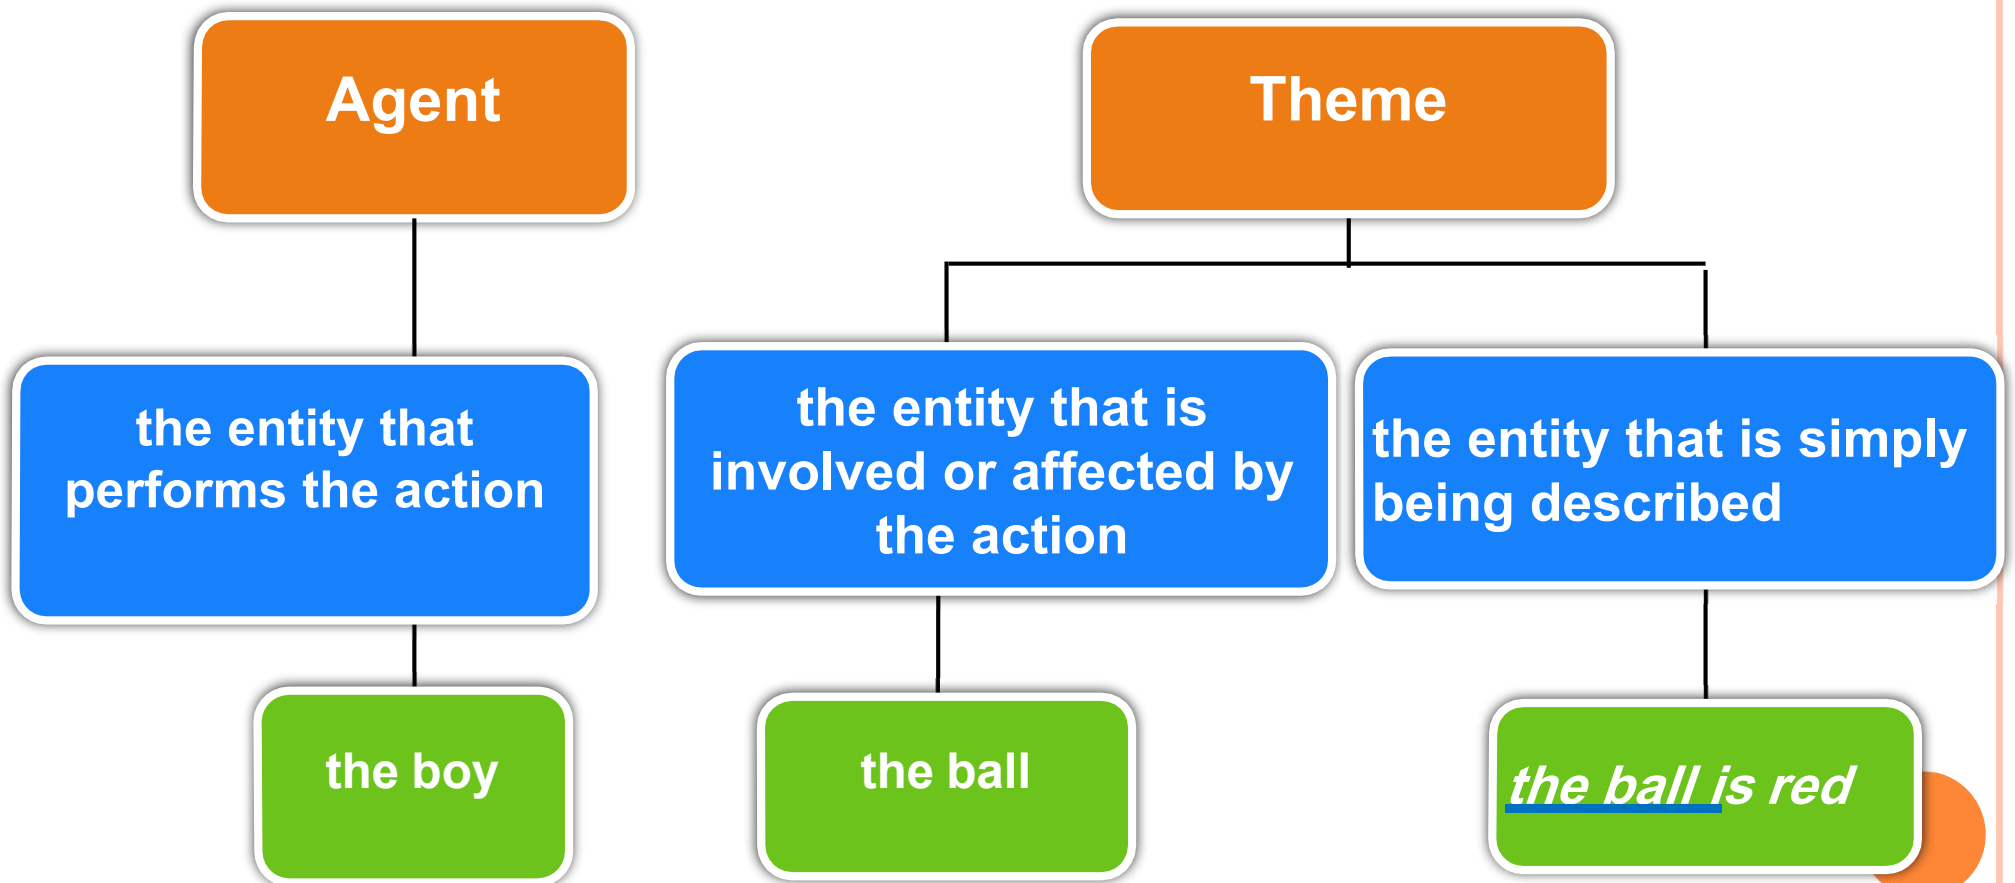 Agent
Theme
the entity that
performs the action
the entity that is
involved or affected by
the action
the entity that is simply
being described
the boy
the ball
the ball is red